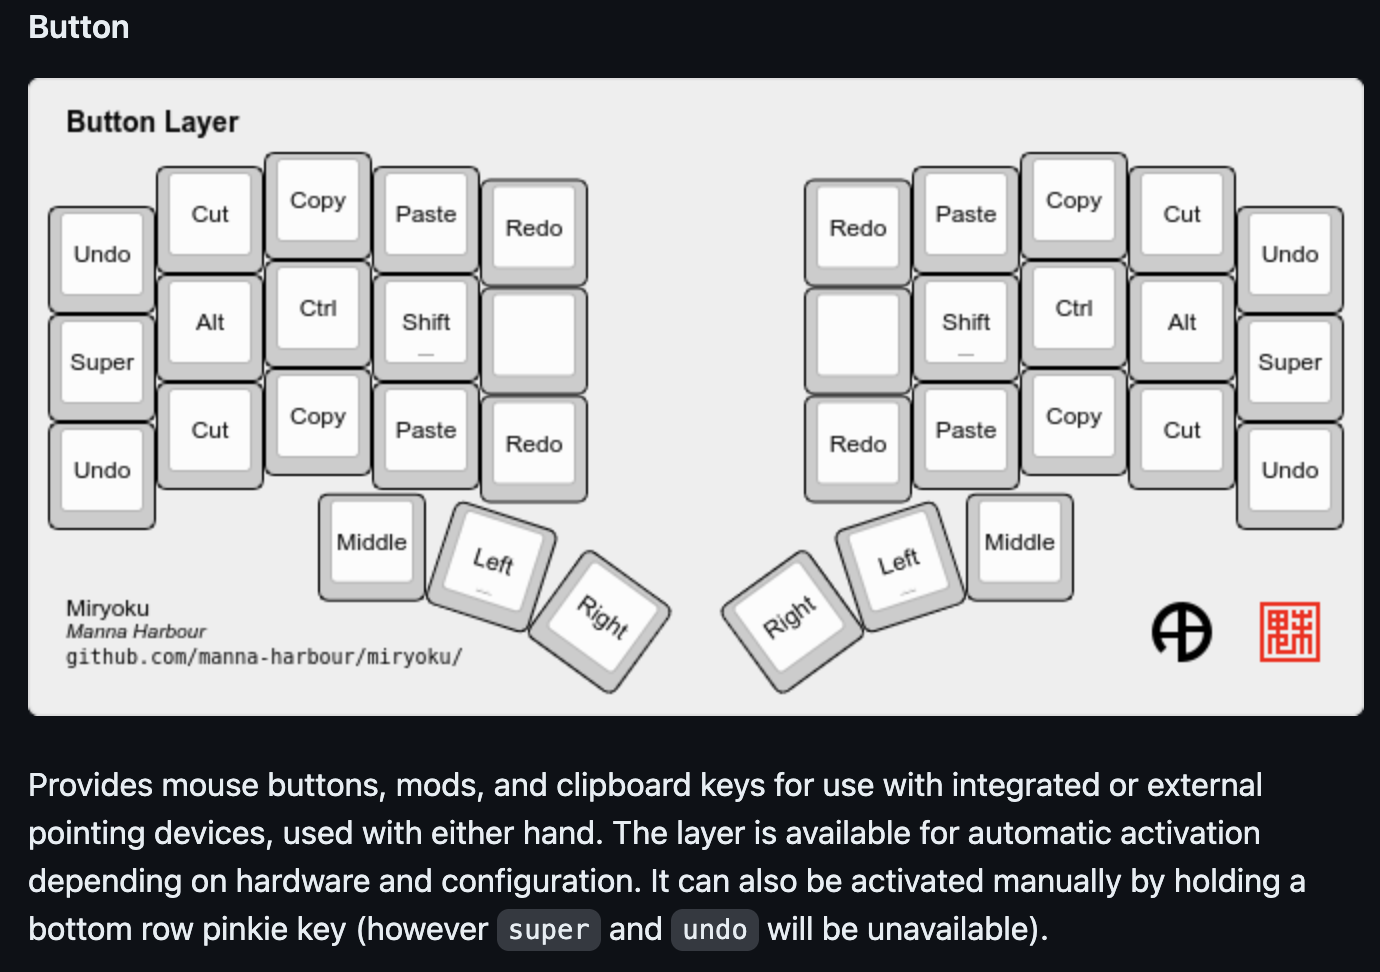 Button
Button Layer
Undo Cut Copy Paste Redo Redo Paste Copy Cut Undo
Super Alt Ctrl Shift Shift Ctrl Alt Super
Undo Cut Copy Paste Redo Redo Paste Copy Cut Undo
Middle Left Right Right Left Middle
Miryoku
Manna Harbour
github.com/manna-harbour/miryoku/
Provides mouse buttons, mods, and clipboard keys for use with integrated or external
pointing devices, used with either hand. The layer is available for automatic activation
depending on hardware and configuration. It can also be activated manually by holding a
bottom row pinkie key (however super and undo will be unavailable).